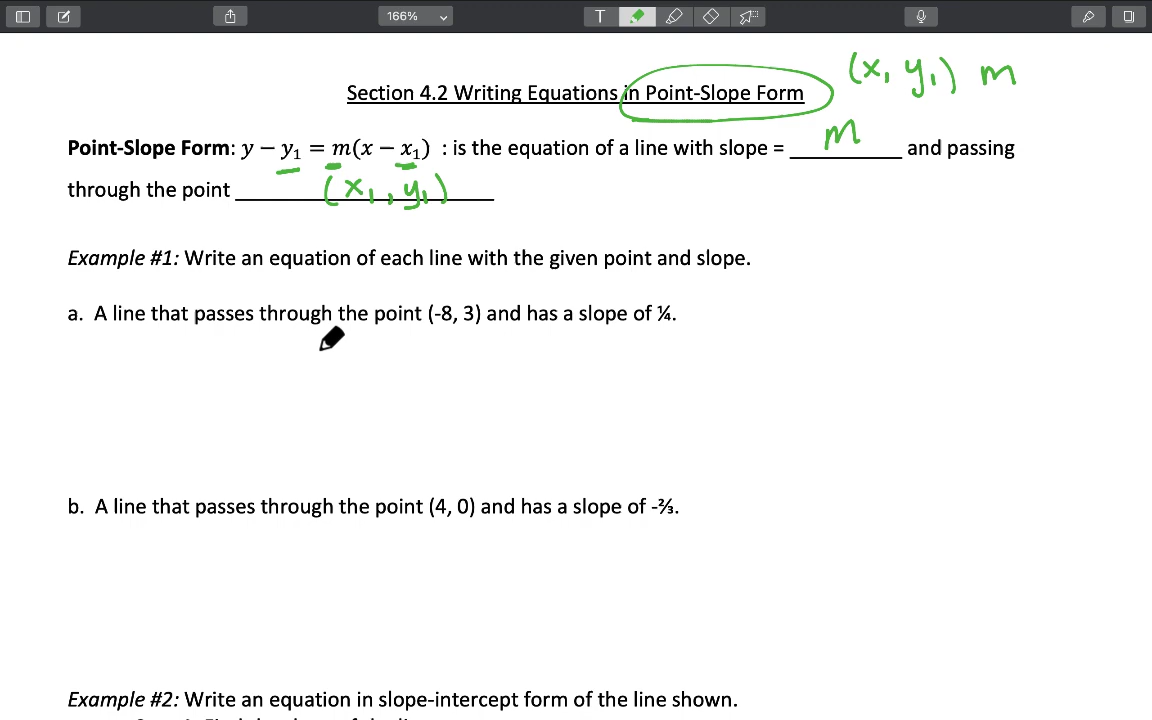 T
166%
(x₁ y₁) m
Section 4.2 Writing Equations in Point-Slope Form
m
Point-Slope Form: y − y₁ = m(x − x₁) : is the equation of a line with slope = __________ and passing
(x₁, y₁)
through the point ______________________
Example #1: Write an equation of each line with the given point and slope.
a. A line that passes through the point (-8, 3) and has a slope of ¼.
b. A line that passes through the point (4, 0) and has a slope of -⅔.
Example #2: Write an equation in slope-intercept form of the line shown.